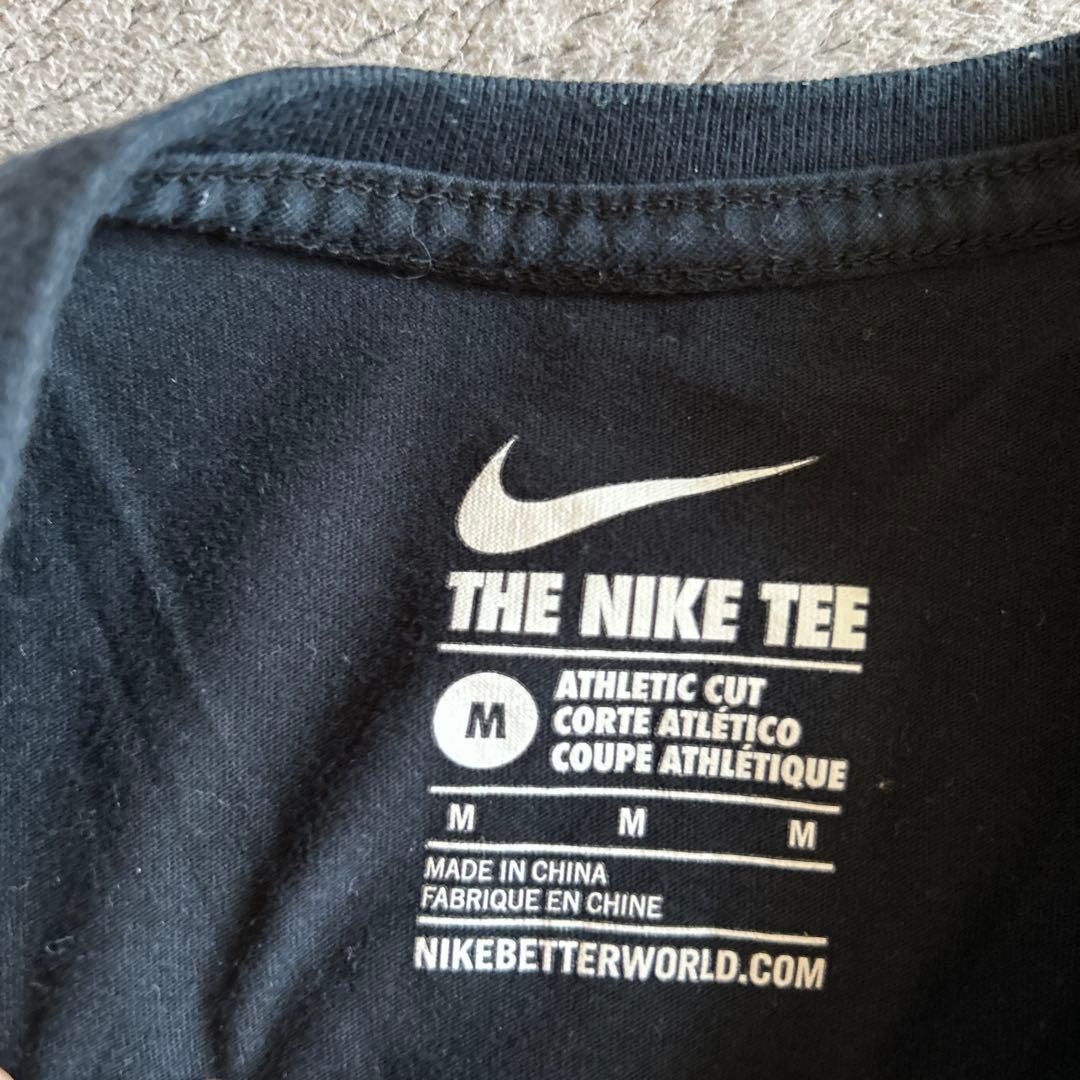 THE NIKE TEE
M
ATHLETIC CUT
CORTE ATLÉTICO
COUPE ATHLÉTIQUE
M M M
MADE IN CHINA
FABRIQUE EN CHINE
NIKEBETTERWORLD.COM